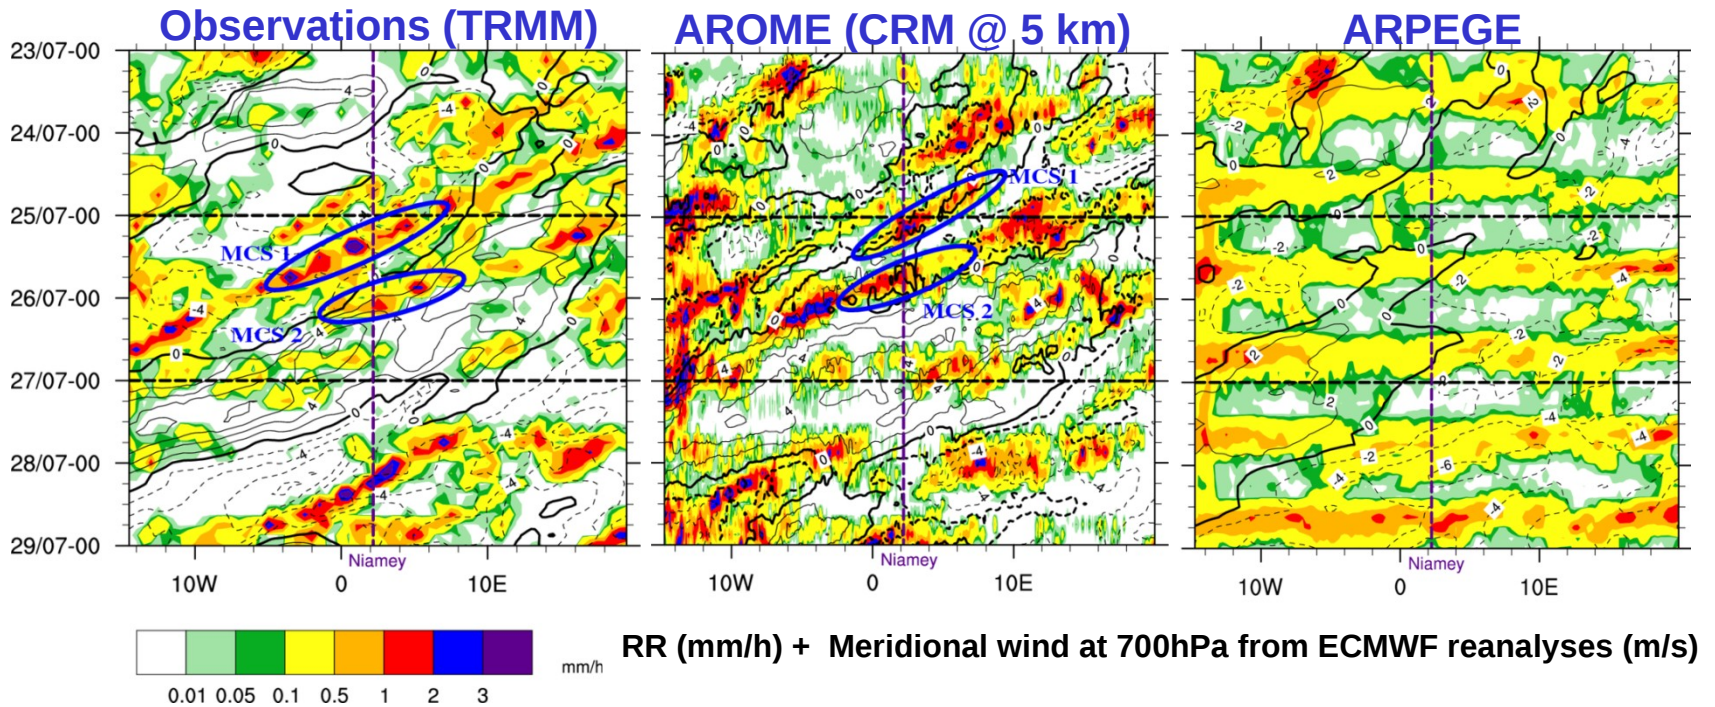 Observations (TRMM)
AROME (CRM @ 5 km)
ARPEGE
23/07-00
24/07-00
25/07-00
26/07-00
27/07-00
28/07-00
29/07-00
MCS 1
MCS 2
MCS 1
MCS 2
Niamey
Niamey
Niamey
10W 0 10E
10W 0 10E
10W 0 10E
mm/h
0.01 0.05 0.1 0.5 1 2 3
RR (mm/h) + Meridional wind at 700hPa from ECMWF reanalyses (m/s)